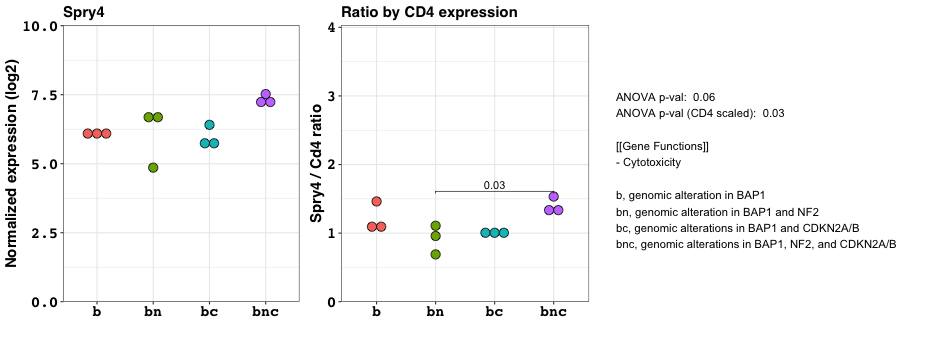 Spry4
Normalized expression (log2)
10.0
7.5
5.0
2.5
0.0
b
bn
bc
bnc
Ratio by CD4 expression
Spry4 / Cd4 ratio
4
3
2
1
0
0.03
b
bn
bc
bnc
ANOVA p-val: 0.06
ANOVA p-val (CD4 scaled): 0.03
[[Gene Functions]]
- Cytotoxicity
b, genomic alteration in BAP1
bn, genomic alteration in BAP1 and NF2
bc, genomic alterations in BAP1 and CDKN2A/B
bnc, genomic alterations in BAP1, NF2, and CDKN2A/B